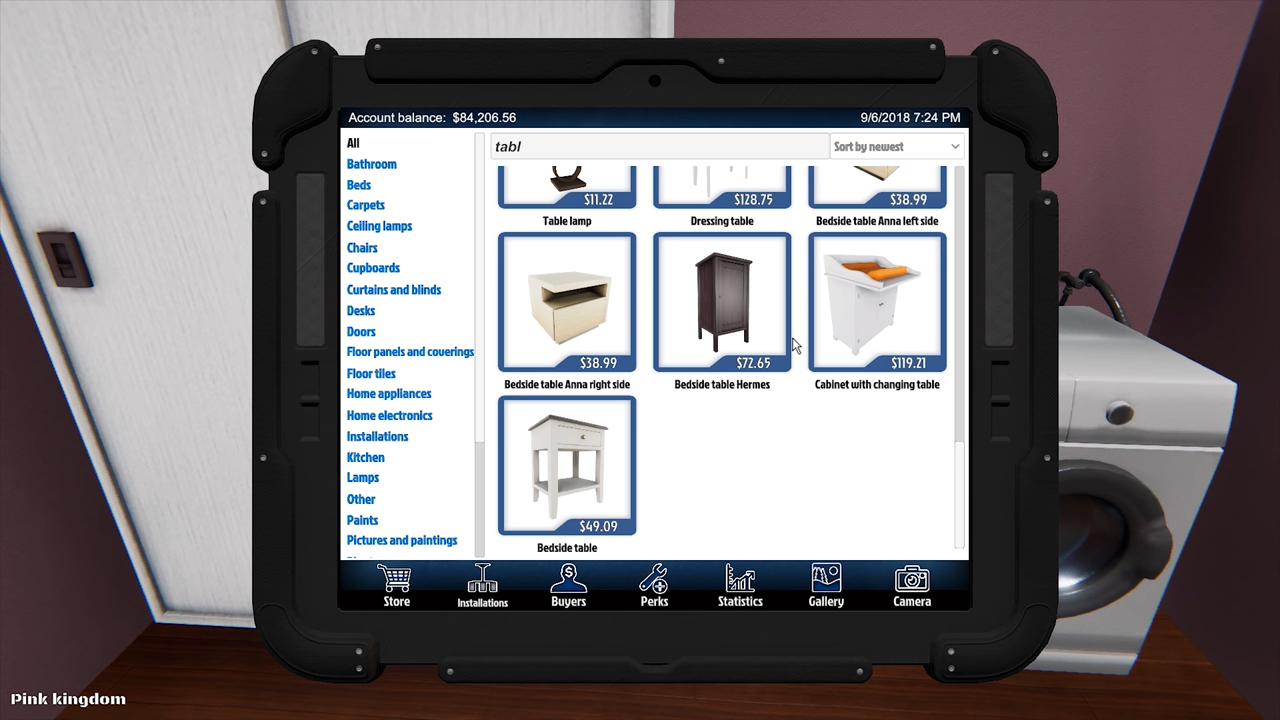 Account balance: $84,206.56
9/6/2018 7:24 PM
All
Bathroom
Beds
Carpets
Ceiling lamps
Chairs
Cupboards
Curtains and blinds
Desks
Doors
Floor panels and coverings
Floor tiles
Home appliances
Home electronics
Installations
Kitchen
Lamps
Other
Paints
Pictures and paintings
tabl
Sort by newest
$11.22
$128.75
$38.99
Table lamp
Dressing table
Bedside table Anna left side
$38.99
$72.65
$119.21
Bedside table Anna right side
Bedside table Hermes
Cabinet with changing table
$49.09
Bedside table
Store
Installations
Buyers
Perks
Statistics
Gallery
Camera
Pink kingdom